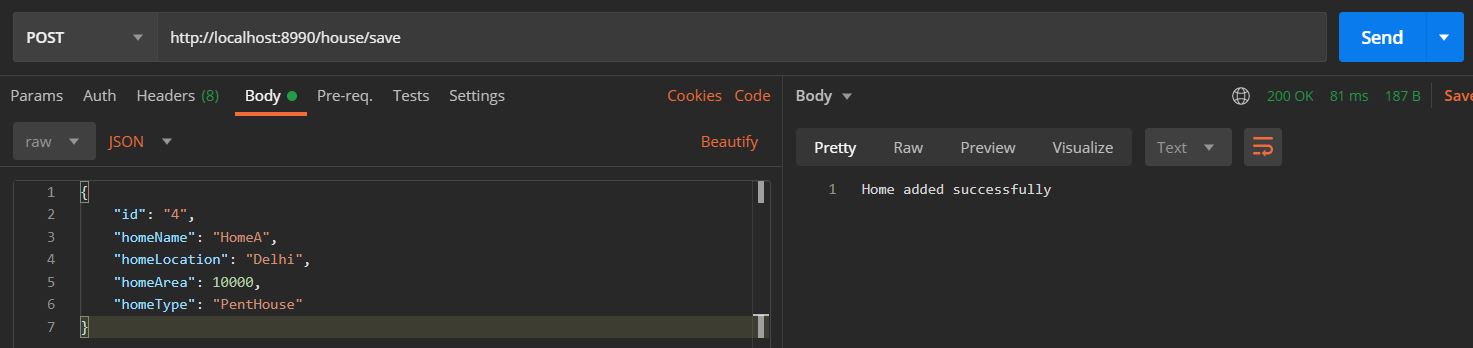 POST http://localhost:8990/house/save Send
Params Auth Headers (8) Body Pre-req. Tests Settings Cookies Code
raw JSON Beautify
1 {
2 "id": "4",
3 "homeName": "HomeA",
4 "homeLocation": "Delhi",
5 "homeArea": 10000,
6 "homeType": "PentHouse"
7 }
Body 200 OK 81 ms 187 B Save
Pretty Raw Preview Visualize Text
1 Home added successfully